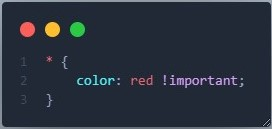 1 * {
2     color: red !important;
3 }